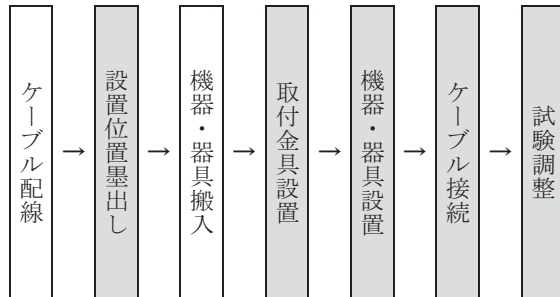 ケーブル配線
→
設置位置墨出し
→
機器・器具搬入
→
取付金具設置
→
機器・器具設置
→
ケーブル接続
→
試験調整